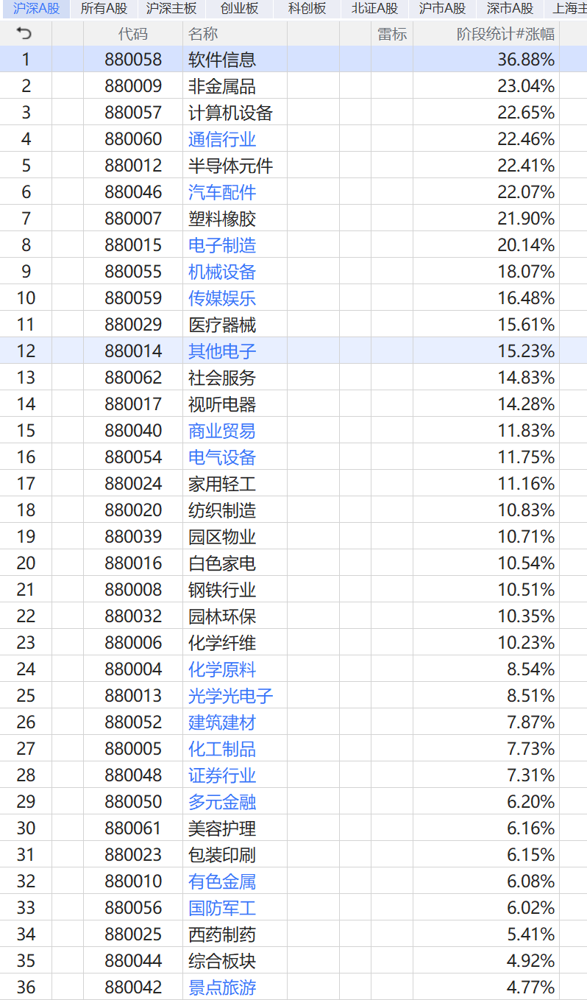 沪深A股 所有A股 沪深主板 创业板 科创板 北证A股 沪市A股 深市A股 上海主
代码 名称 雷标 阶段统计#涨幅
1 880058 软件信息 36.88%
2 880009 非金属品 23.04%
3 880057 计算机设备 22.65%
4 880060 通信行业 22.46%
5 880012 半导体元件 22.41%
6 880046 汽车配件 22.07%
7 880007 塑料橡胶 21.90%
8 880015 电子制造 20.14%
9 880055 机械设备 18.07%
10 880059 传媒娱乐 16.48%
11 880029 医疗器械 15.61%
12 880014 其他电子 15.23%
13 880062 社会服务 14.83%
14 880017 视听电器 14.28%
15 880040 商业贸易 11.83%
16 880054 电气设备 11.75%
17 880024 家用轻工 11.16%
18 880020 纺织制造 10.83%
19 880039 园区物业 10.71%
20 880016 白色家电 10.54%
21 880008 钢铁行业 10.51%
22 880032 园林环保 10.35%
23 880006 化学纤维 10.23%
24 880004 化学原料 8.54%
25 880013 光学光电子 8.51%
26 880052 建筑建材 7.87%
27 880005 化工制品 7.73%
28 880048 证券行业 7.31%
29 880050 多元金融 6.20%
30 880061 美容护理 6.16%
31 880023 包装印刷 6.15%
32 880010 有色金属 6.08%
33 880056 国防军工 6.02%
34 880025 西药制药 5.41%
35 880044 综合板块 4.92%
36 880042 景点旅游 4.77%